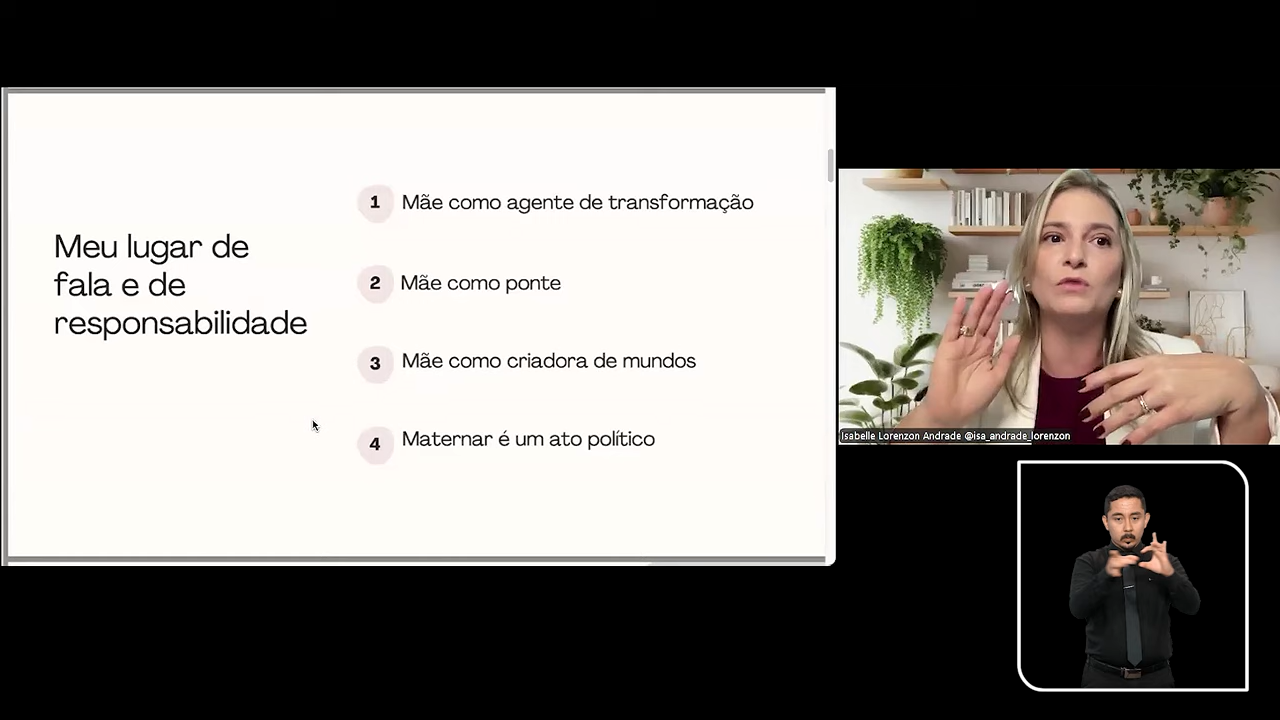 Meu lugar de
fala e de
responsabilidade
1 Mãe como agente de transformação
2 Mãe como ponte
3 Mãe como criadora de mundos
4 Maternar é um ato político
Isabelle Lorenzon Andrade @isa_andrade_lorenzon